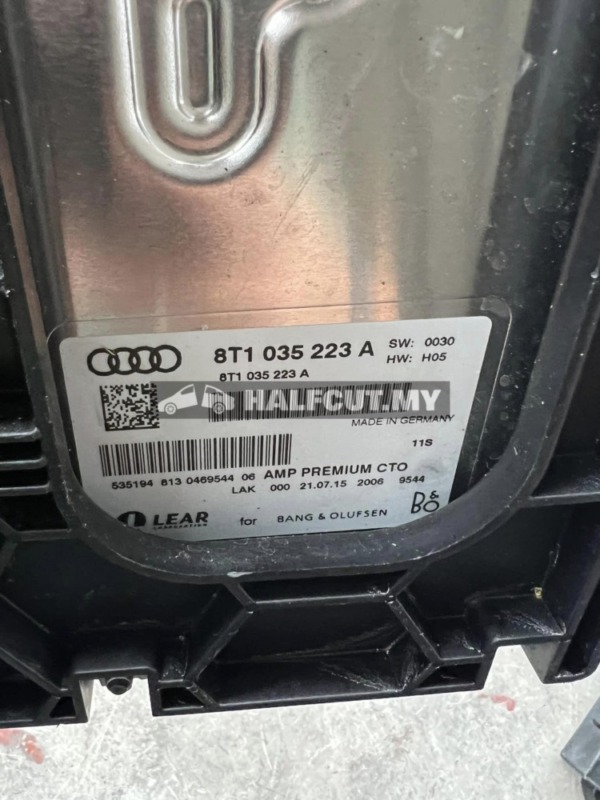 8T1 035 223 A
SW: 0030
HW: H05
8T1 035 223 A
HALFCUT.MY
MADE IN GERMANY
11S
535194 813 0469544 06 AMP PREMIUM CTO
LAK 000 21.07.15 2006 9544
LEAR
CORPORATION
for BANG & OLUFSEN
B&O